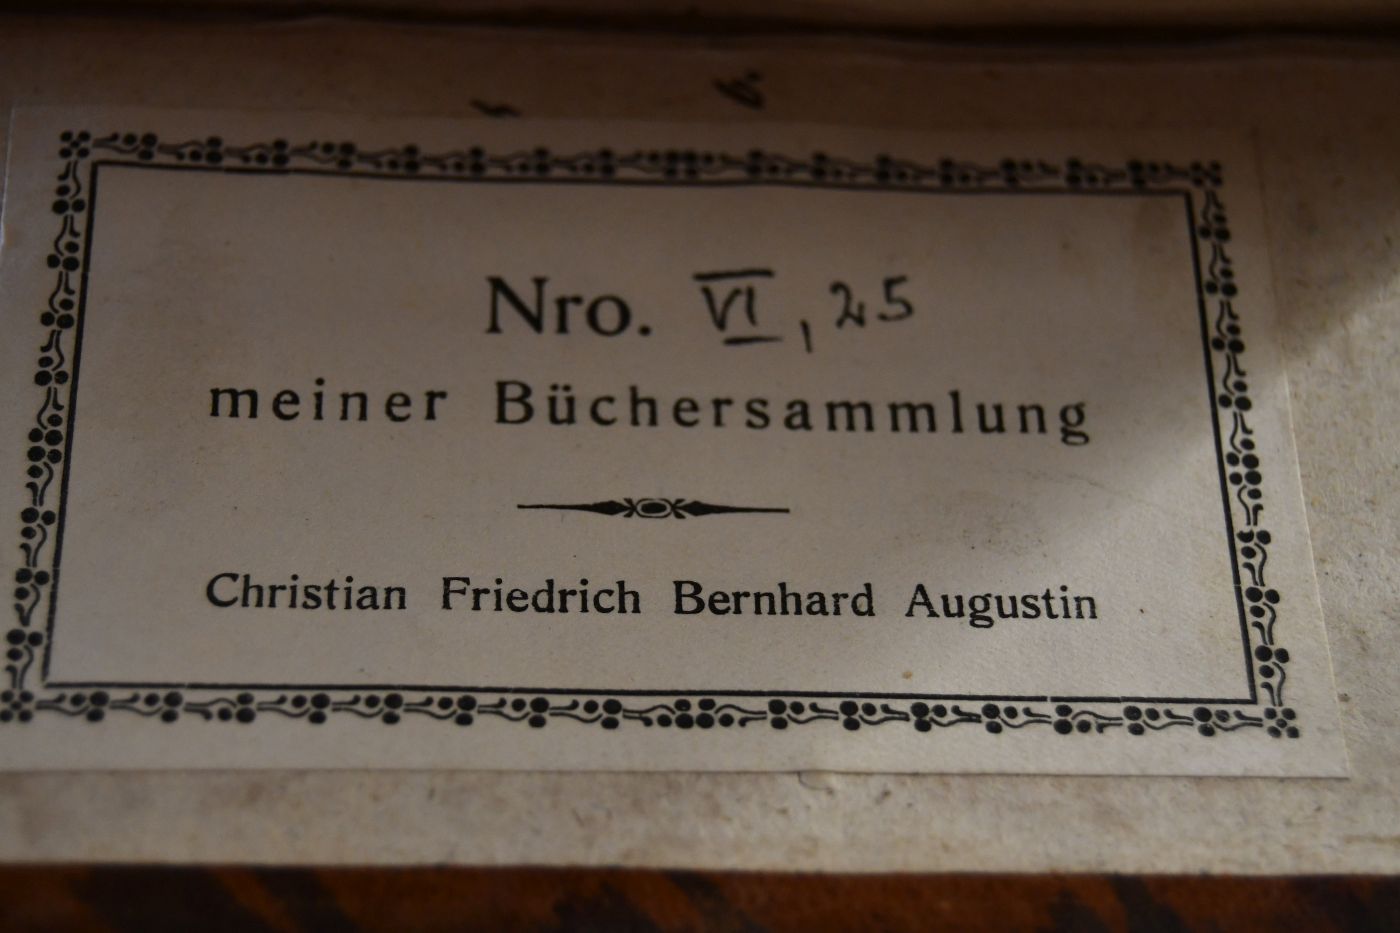 Nro. VI, 25
meiner Büchersammlung
Christian Friedrich Bernhard Augustin